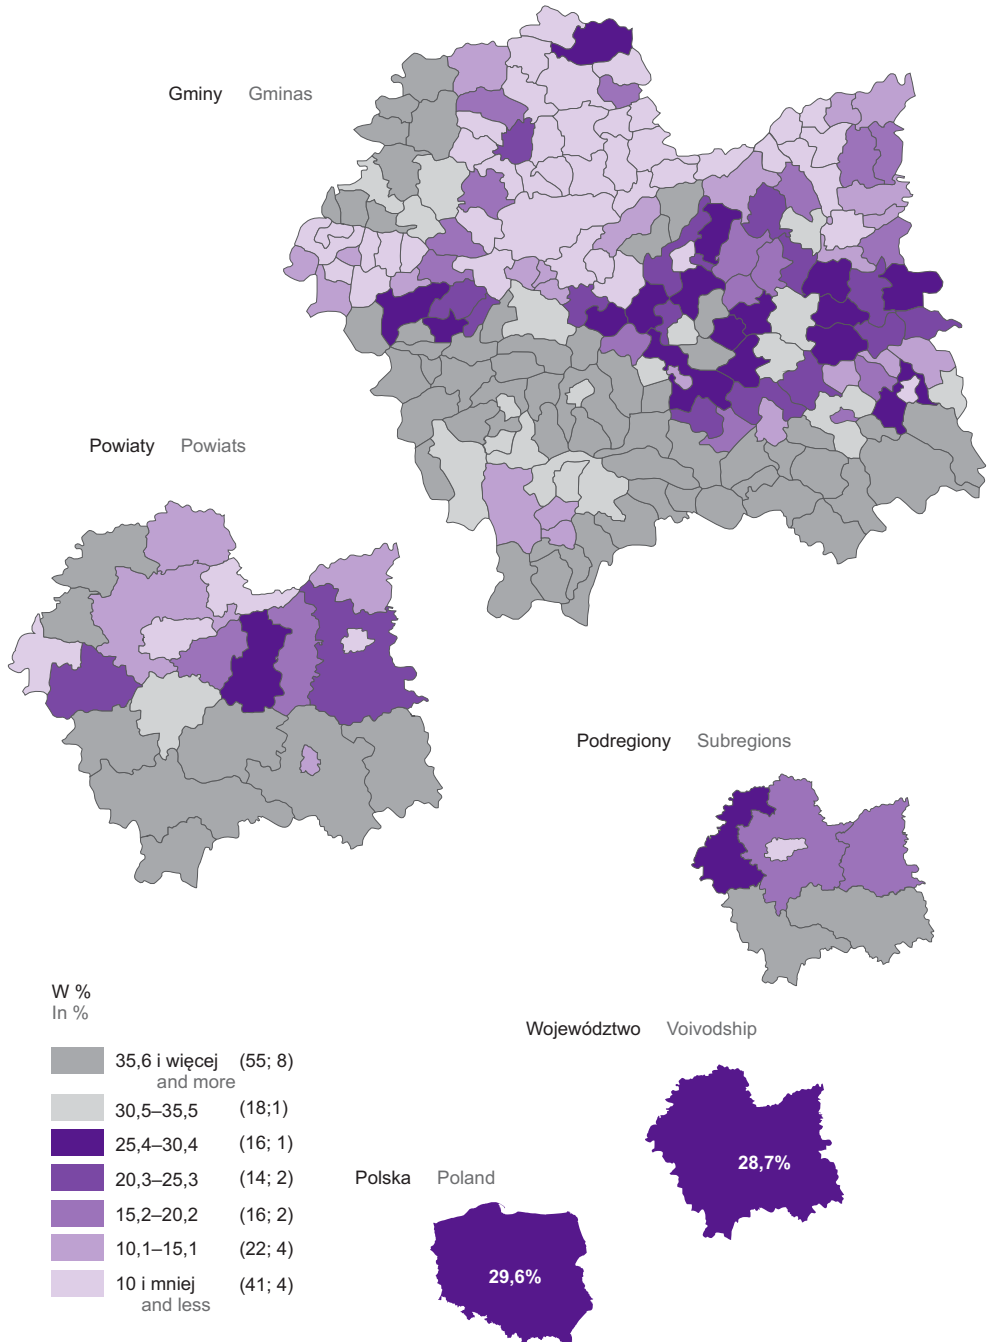 Gminy Gminas
Powiaty Powiats
Podregiony Subregions
W %
In %
Województwo Voivodship
35,6 i więcej (55; 8)
and more
30,5–35,5 (18;1)
25,4–30,4 (16; 1)
20,3–25,3 (14; 2)
15,2–20,2 (16; 2)
10,1–15,1 (22; 4)
10 i mniej (41; 4)
and less
28,7%
Polska Poland
29,6%